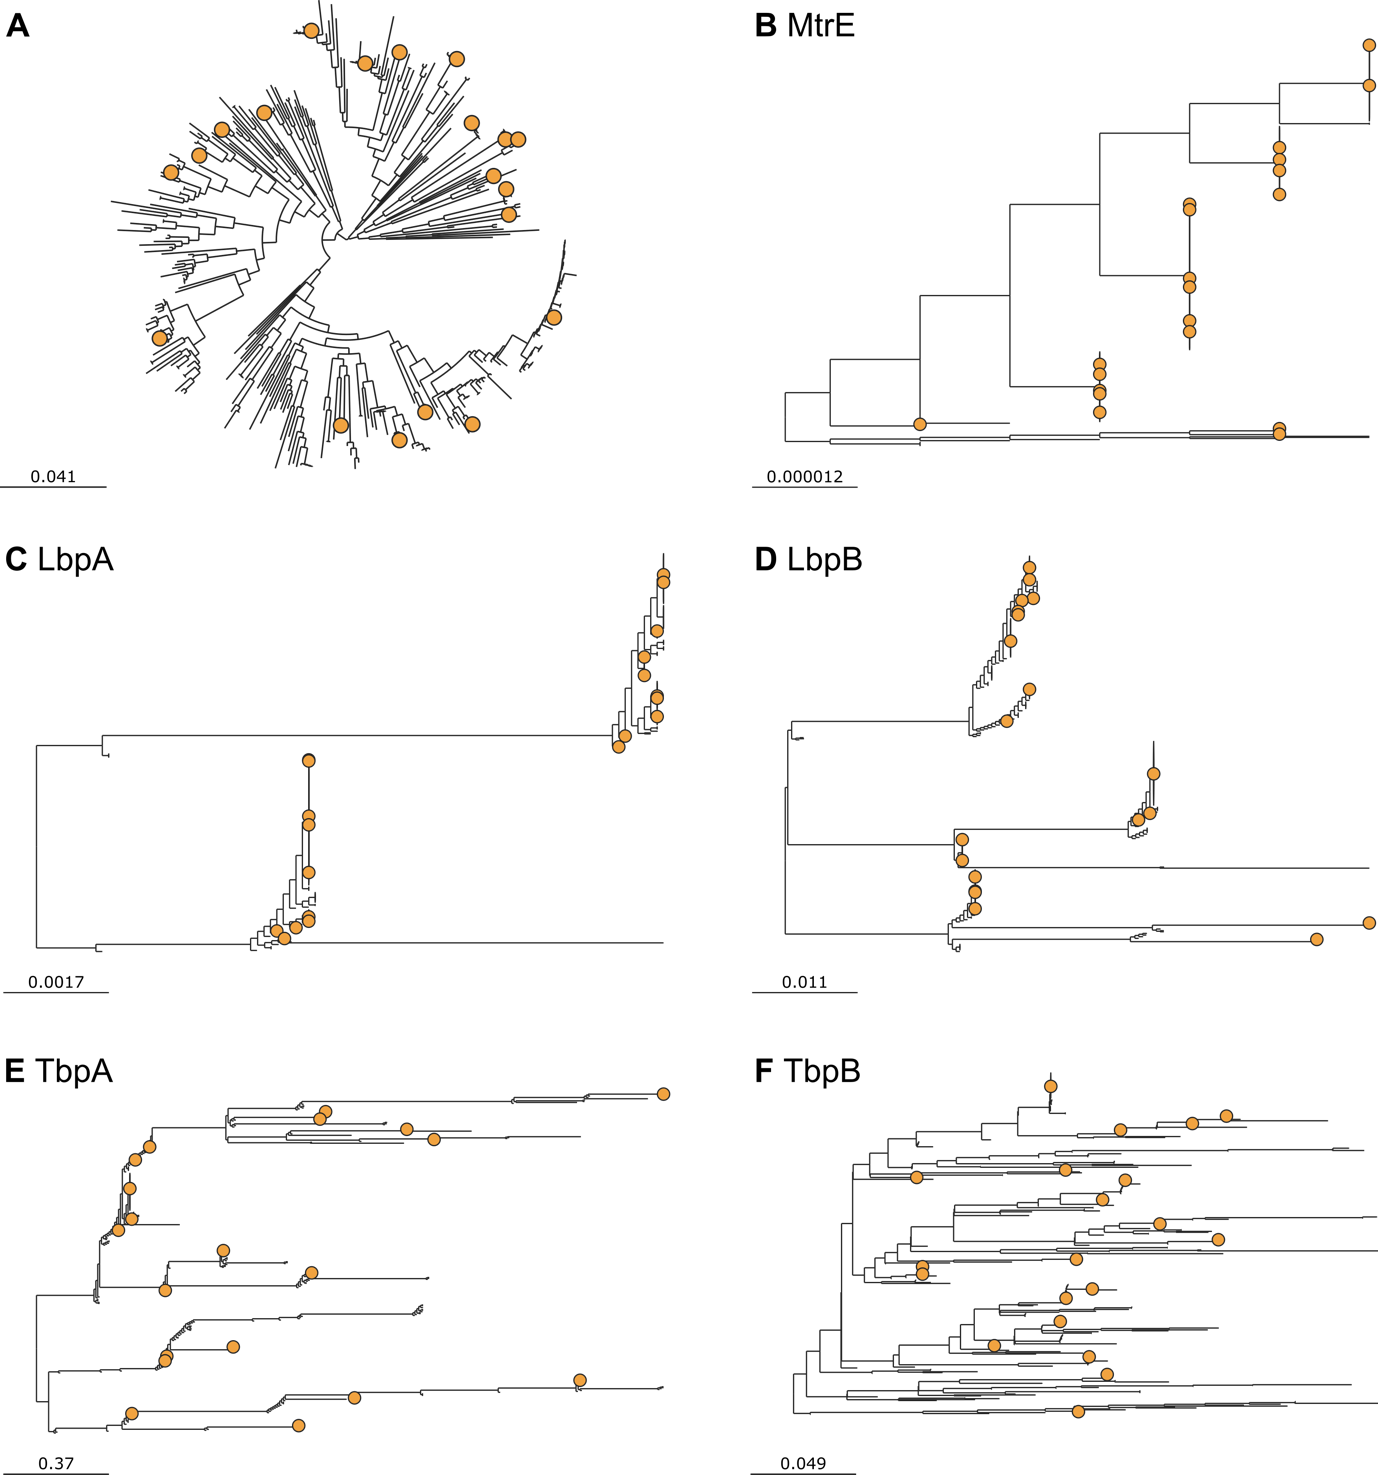 A
B MtrE
0.041
0.000012
C LbpA
D LbpB
0.0017
0.011
E TbpA
F TbpB
0.37
0.049